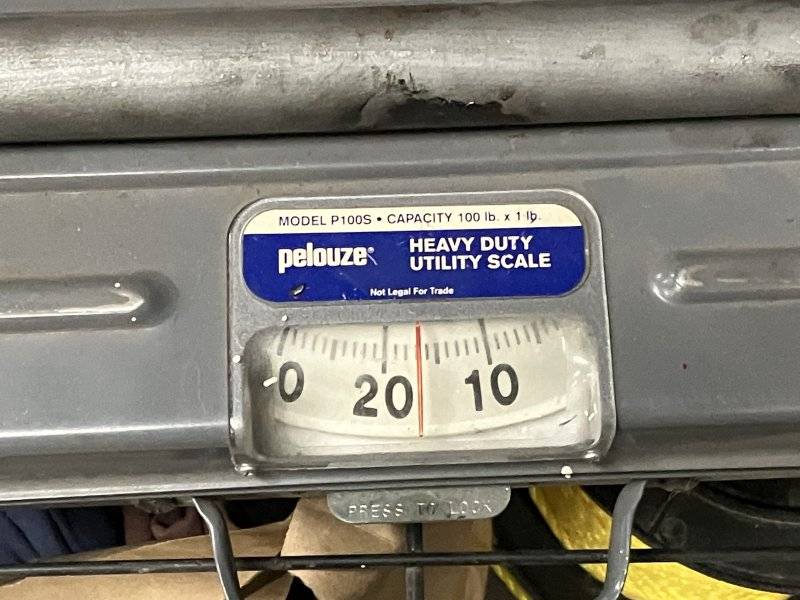 MODEL P100S • CAPACITY 100 lb. x 1 lb.
pelouze®
HEAVY DUTY
UTILITY SCALE
Not Legal For Trade
0 20 10
PRESS TO LOCK